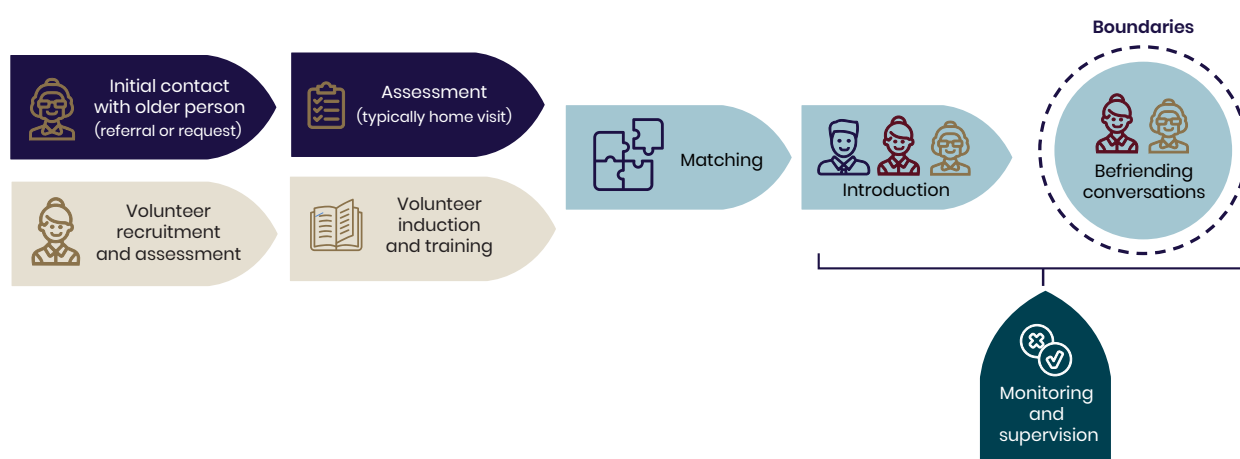 Initial contact
with older person
(referral or request)
Assessment
(typically home visit)
Volunteer
recruitment
and assessment
Volunteer
induction
and training
Matching
Introduction
Boundaries
Befriending
conversations
Monitoring
and
supervision